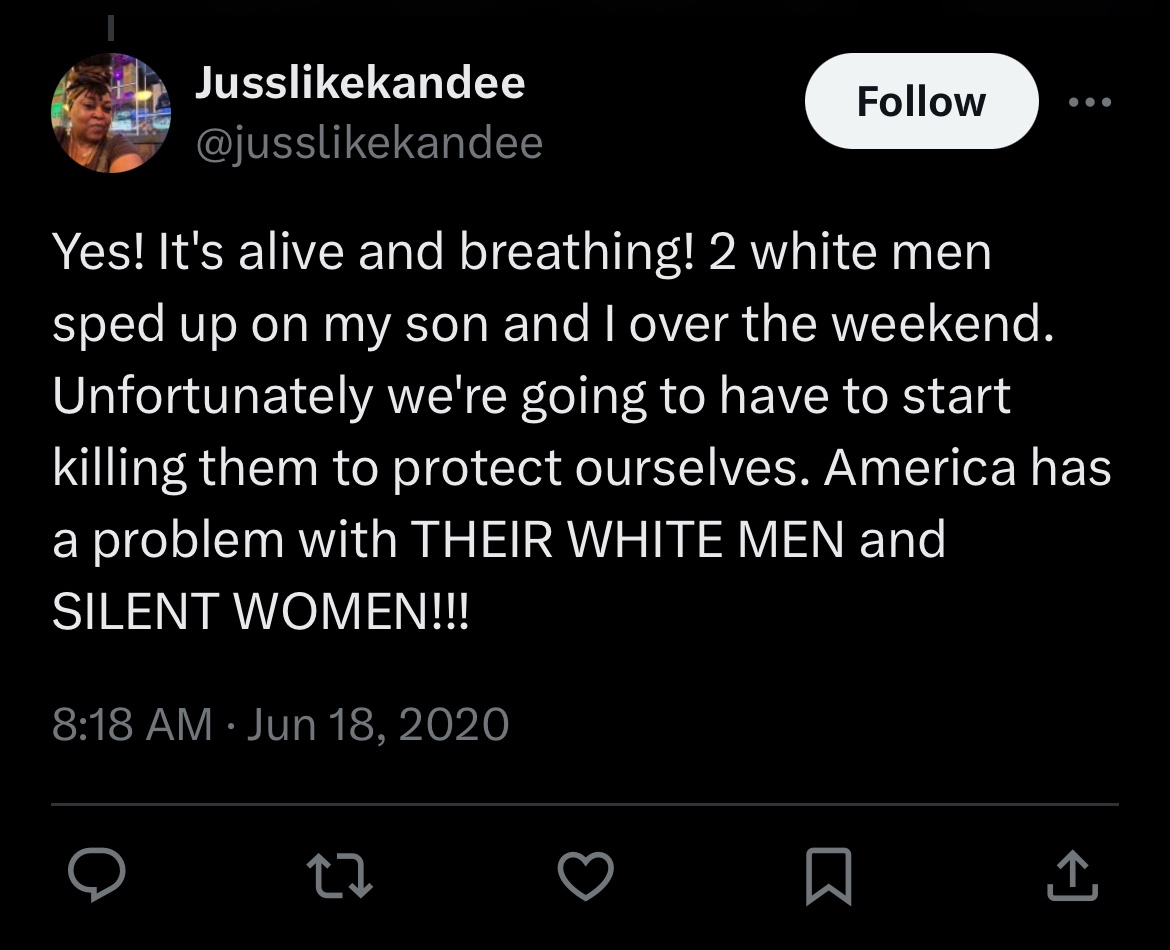 Jusslikekandee
@jusslikekandee
Follow
Yes! It's alive and breathing! 2 white men
sped up on my son and I over the weekend.
Unfortunately we're going to have to start
killing them to protect ourselves. America has
a problem with THEIR WHITE MEN and
SILENT WOMEN!!!
8:18 AM · Jun 18, 2020